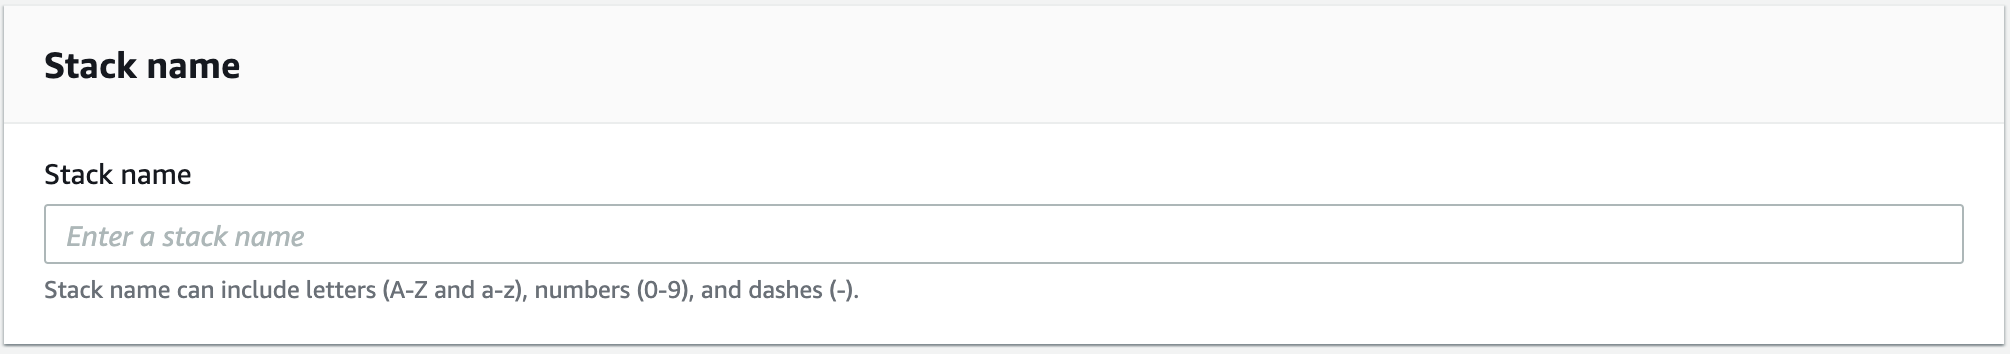 Stack name
Stack name
Enter a stack name
Stack name can include letters (A-Z and a-z), numbers (0-9), and dashes (-).